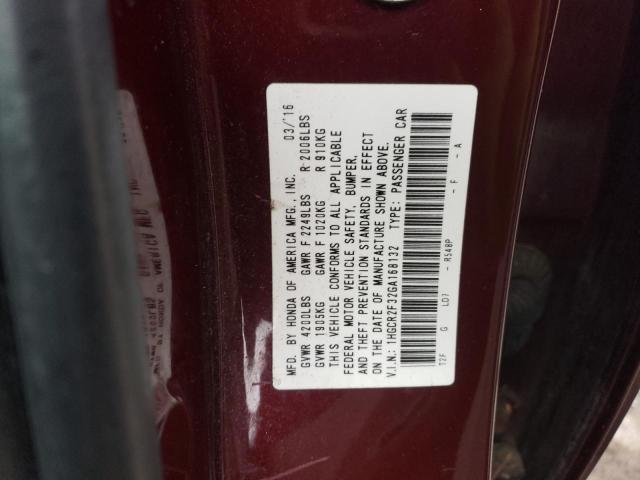 MFD. BY HONDA OF AMERICA MFG., INC. 03/'16
GVWR 4200LBS GAWR F 2249LBS R 2006LBS
GVWR 1905KG GAWR F 1020KG R 910KG
THIS VEHICLE CONFORMS TO ALL APPLICABLE
FEDERAL MOTOR VEHICLE SAFETY, BUMPER,
AND THEFT PREVENTION STANDARDS IN EFFECT
ON THE DATE OF MANUFACTURE SHOWN ABOVE.
V.I.N.: 1HGCR2F32GA168132 TYPE: PASSENGER CAR
T2F G LD7 - R548P - F - A